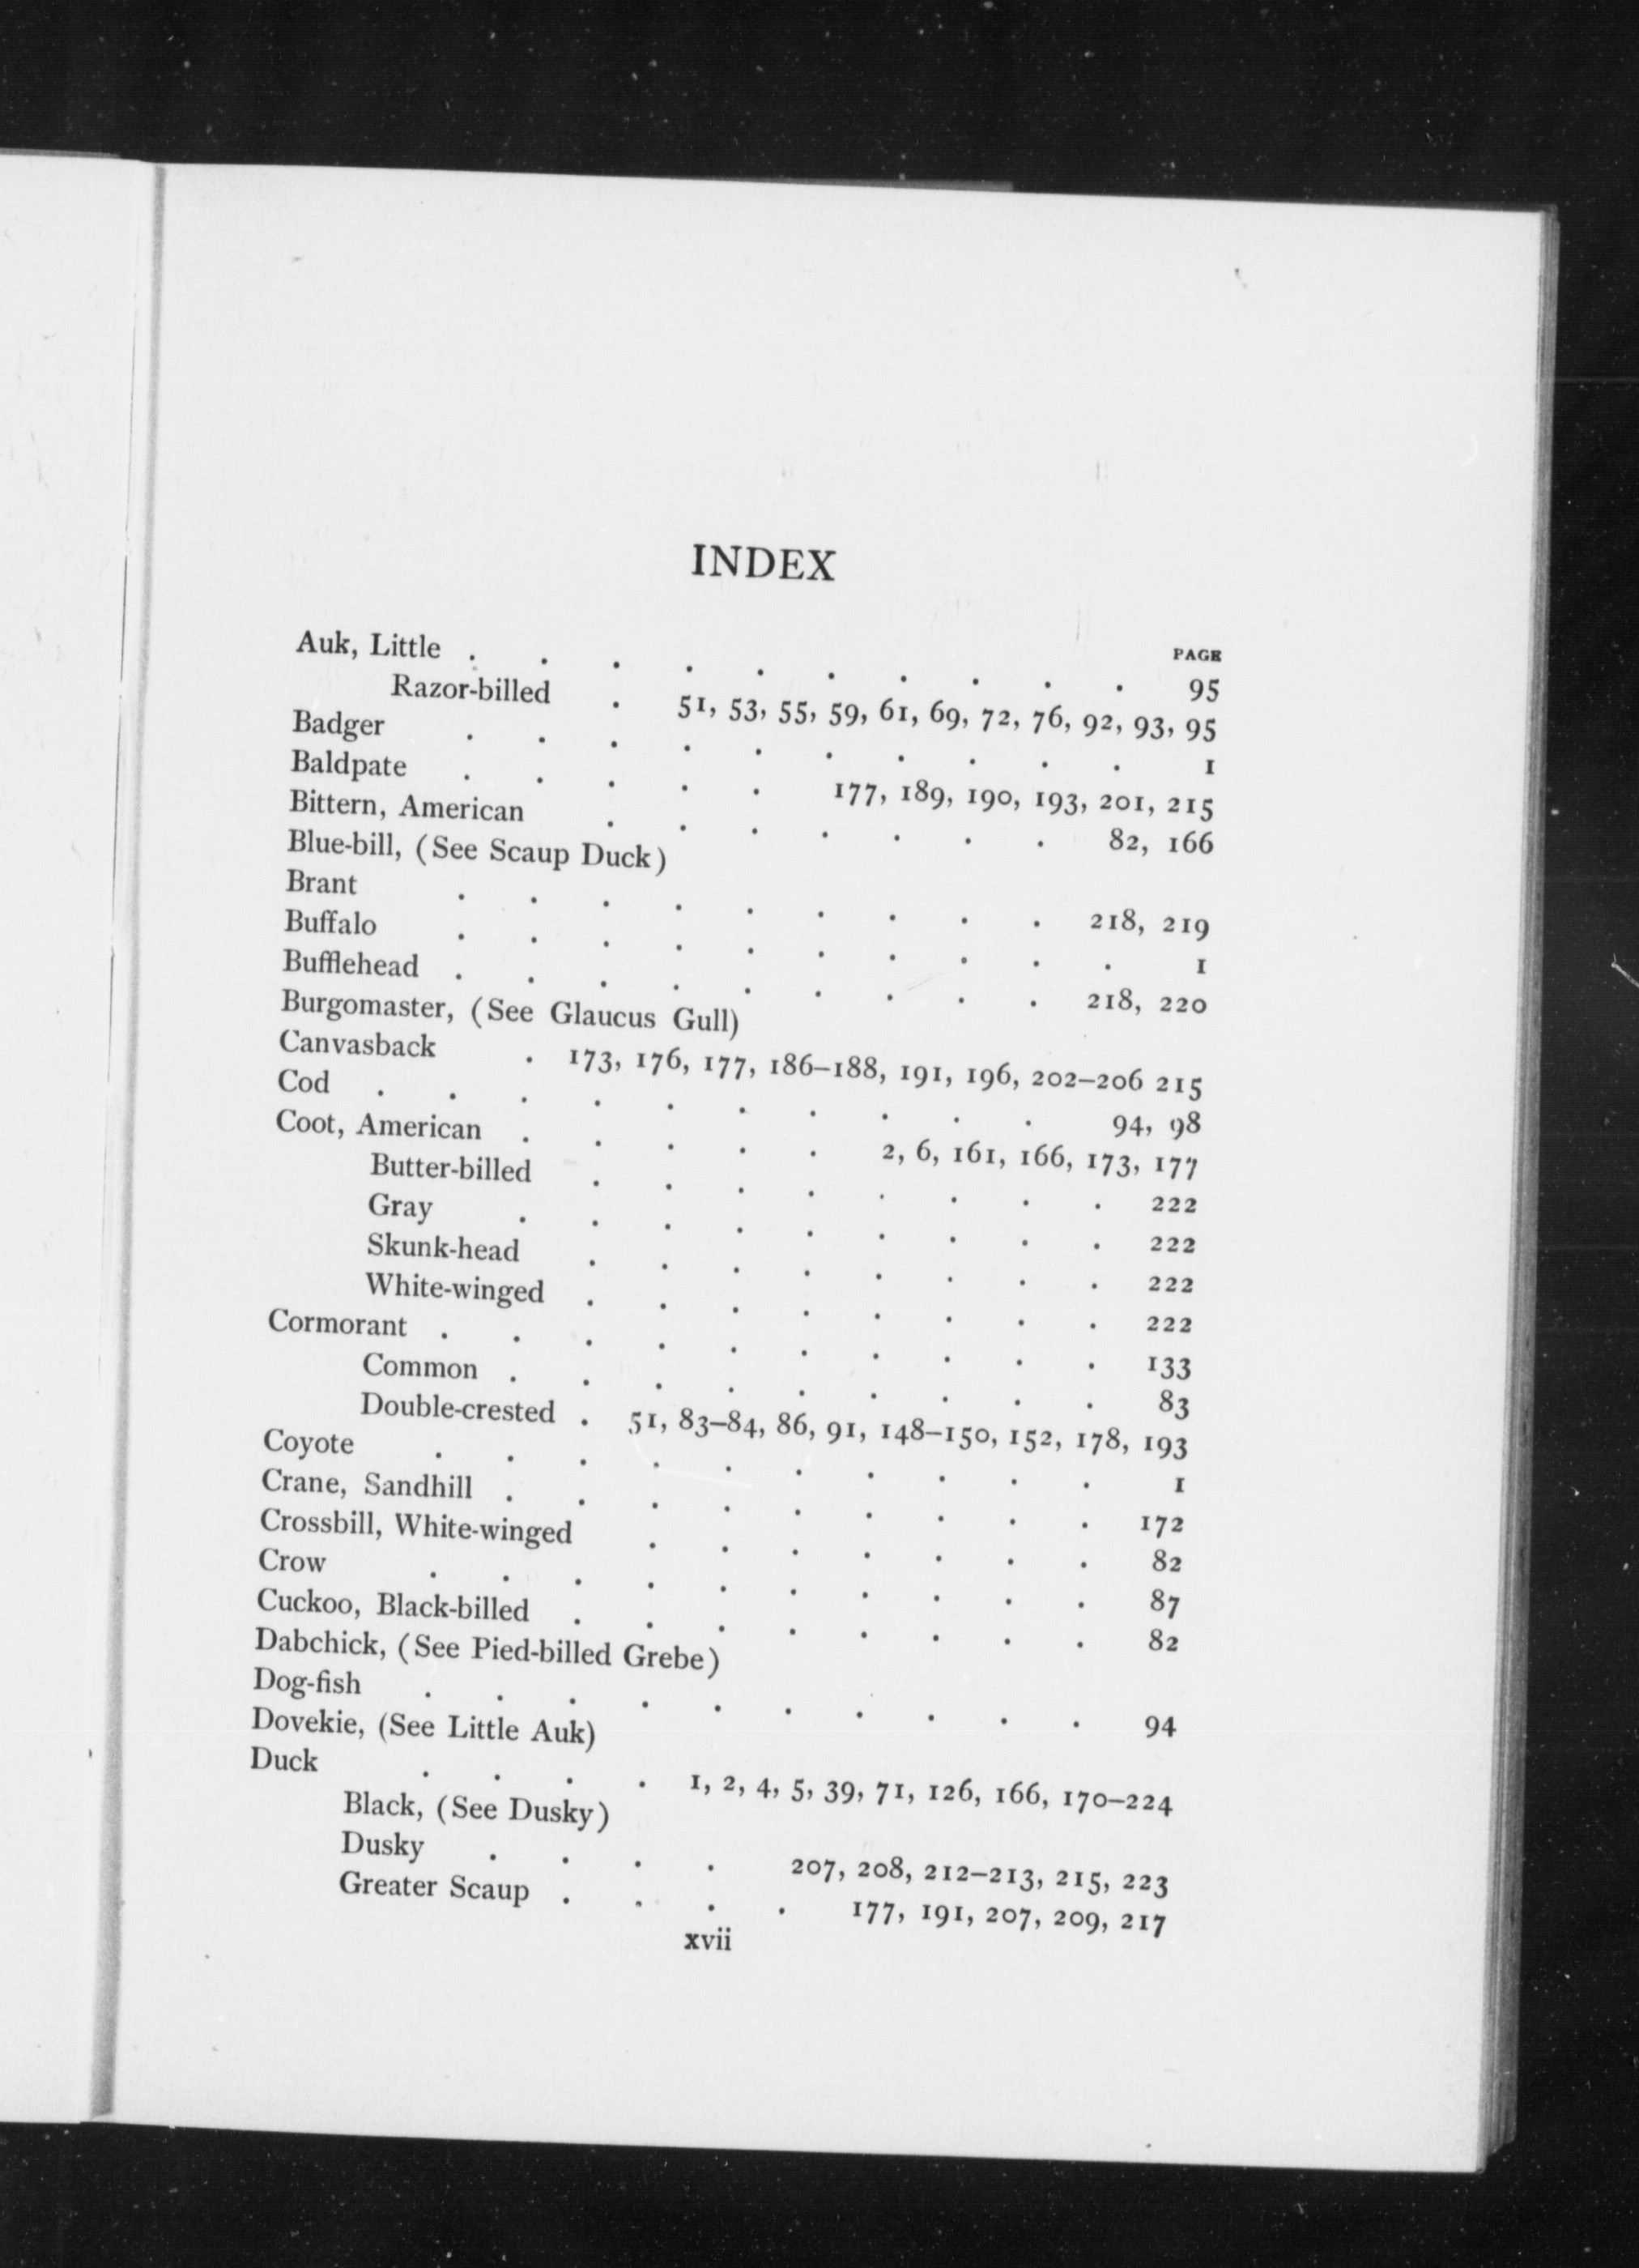 INDEX
PAGE
Auk, Little . . . . . . . . . . 95
Razor-billed . 51, 53, 55, 59, 61, 69, 72, 76, 92, 93, 95
Badger . . . . . . . . . . 1
Baldpate . . . . . 177, 189, 190, 193, 201, 215
Bittern, American . . . . . . . 82, 166
Blue-bill, (See Scaup Duck)
Brant . . . . . . . . . 218, 219
Buffalo . . . . . . . . . . 1
Bufflehead . . . . . . . . . 218, 220
Burgomaster, (See Glaucus Gull)
Canvasback . 173, 176, 177, 186–188, 191, 196, 202–206 215
Cod . . . . . . . . . . 94, 98
Coot, American . . . . . 2, 6, 161, 166, 173, 177
Butter-billed . . . . . . . . 222
Gray . . . . . . . . . 222
Skunk-head . . . . . . . . 222
White-winged . . . . . . . . 222
Cormorant . . . . . . . . . . 133
Common . . . . . . . . . 83
Double-crested . 51, 83–84, 86, 91, 148–150, 152, 178, 193
Coyote . . . . . . . . . . 1
Crane, Sandhill . . . . . . . . . 172
Crossbill, White-winged . . . . . . . 82
Crow . . . . . . . . . . 87
Cuckoo, Black-billed . . . . . . . . 82
Dabchick, (See Pied-billed Grebe)
Dog-fish . . . . . . . . . . 94
Dovekie, (See Little Auk)
Duck . . . . 1, 2, 4, 5, 39, 71, 126, 166, 170–224
Black, (See Dusky)
Dusky . . . . 207, 208, 212–213, 215, 223
Greater Scaup . . . . 177, 191, 207, 209, 217
xvii